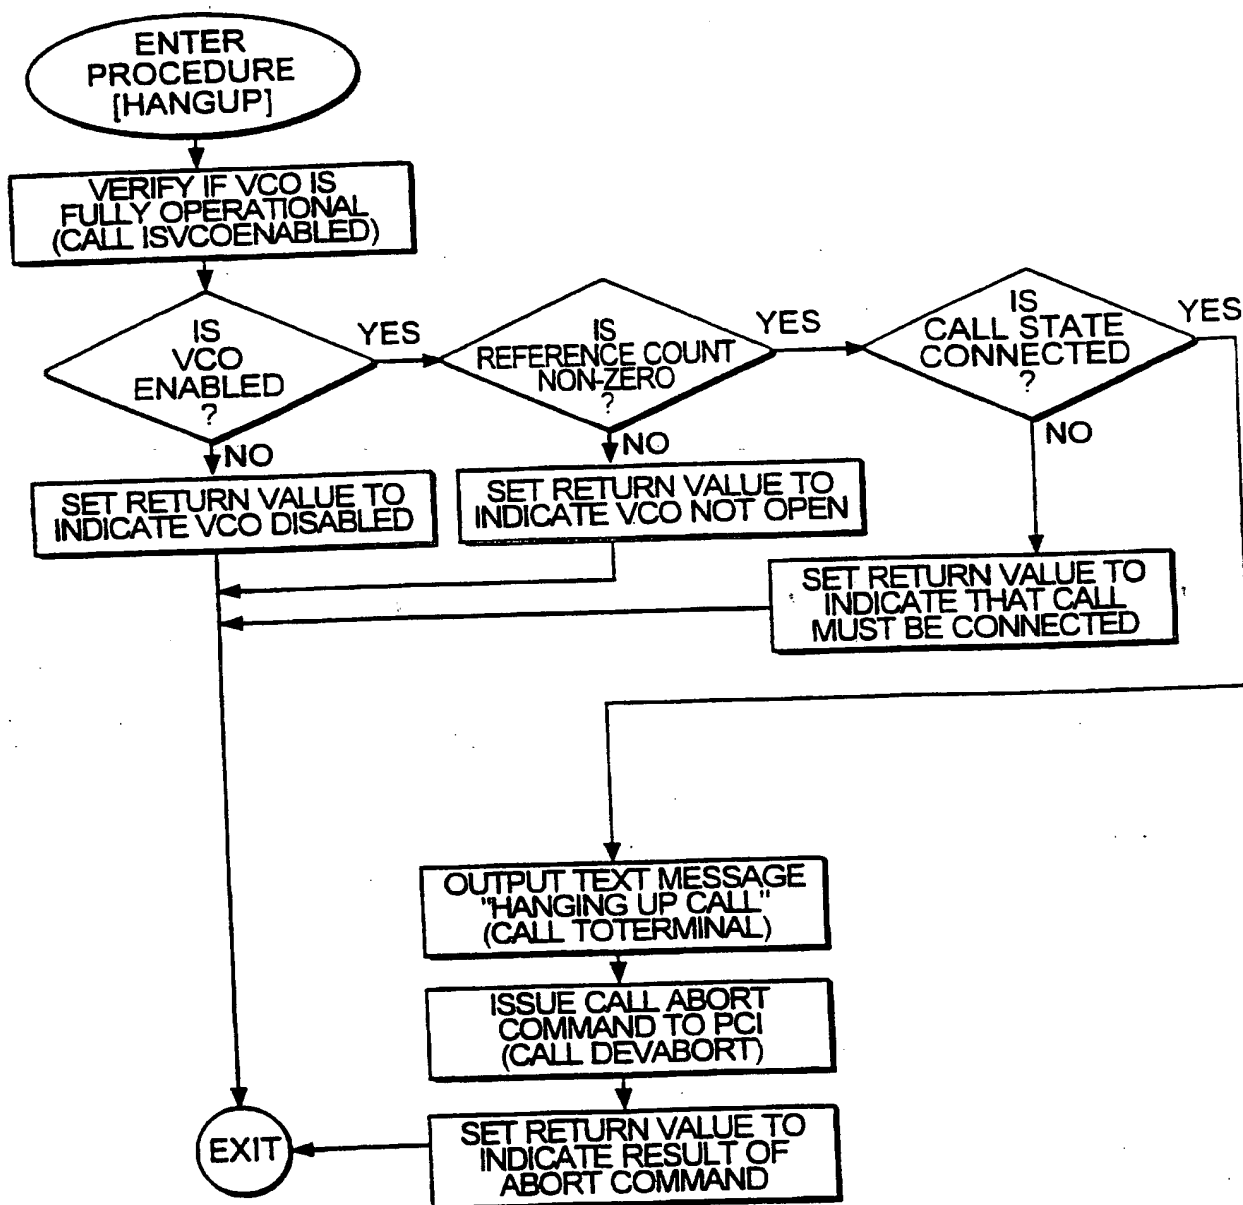 ENTER
PROCEDURE
[HANGUP]
VERIFY IF VCO IS
FULLY OPERATIONAL
(CALL ISVCOENABLED)
IS
VCO
ENABLED
?
YES
NO
IS
REFERENCE COUNT
NON-ZERO
?
YES
NO
IS
CALL STATE
CONNECTED
?
YES
NO
SET RETURN VALUE TO
INDICATE VCO DISABLED
SET RETURN VALUE TO
INDICATE VCO NOT OPEN
SET RETURN VALUE TO
INDICATE THAT CALL
MUST BE CONNECTED
OUTPUT TEXT MESSAGE
"HANGING UP CALL"
(CALL TOTERMINAL)
ISSUE CALL ABORT
COMMAND TO PCI
(CALL DEVABORT)
SET RETURN VALUE TO
INDICATE RESULT OF
ABORT COMMAND
EXIT